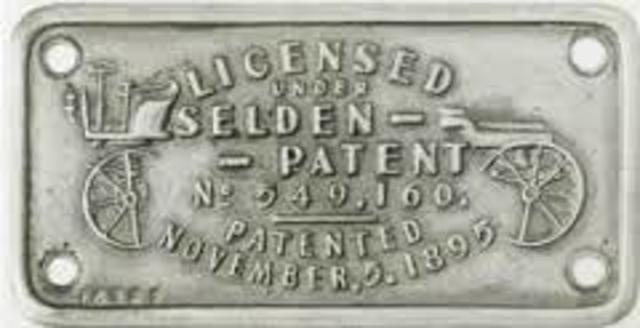 LICENSED
UNDER
SELDEN —
— PATENT
No 549,160.
PATENTED
NOVEMBER, 5. 1895